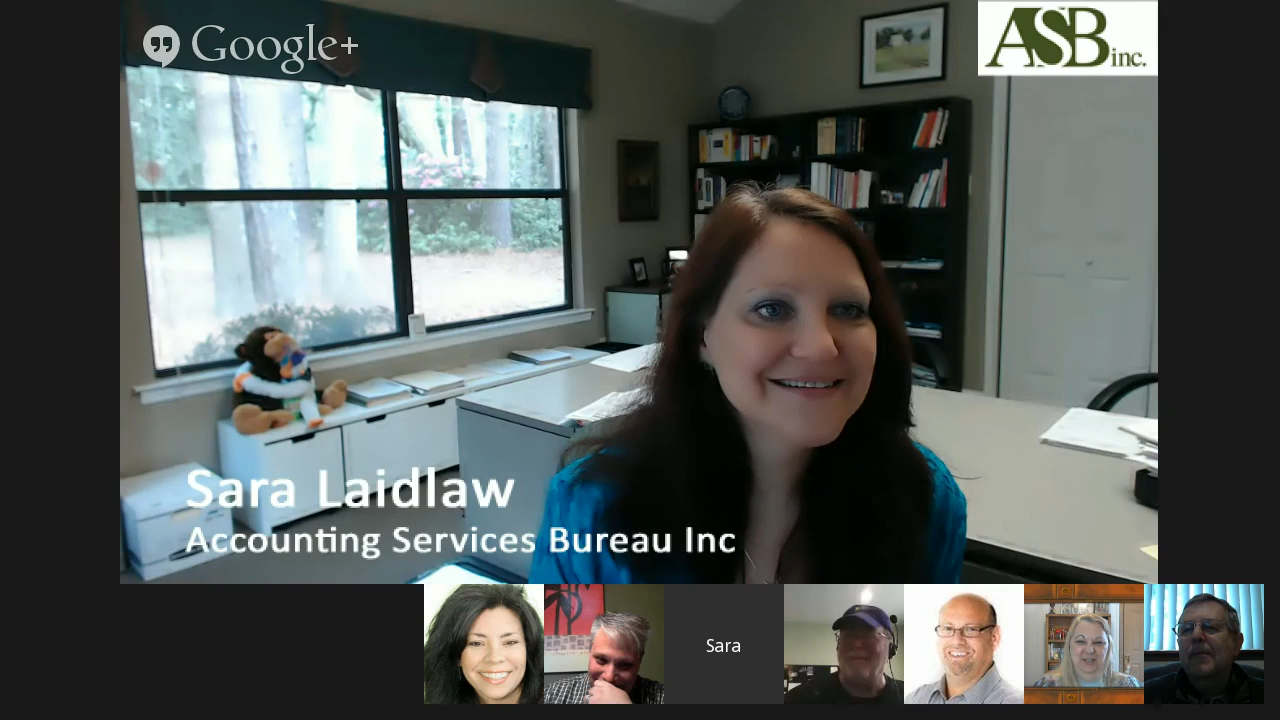 Google+
ASB inc.
Sara Laidlaw
Accounting Services Bureau Inc
Sara